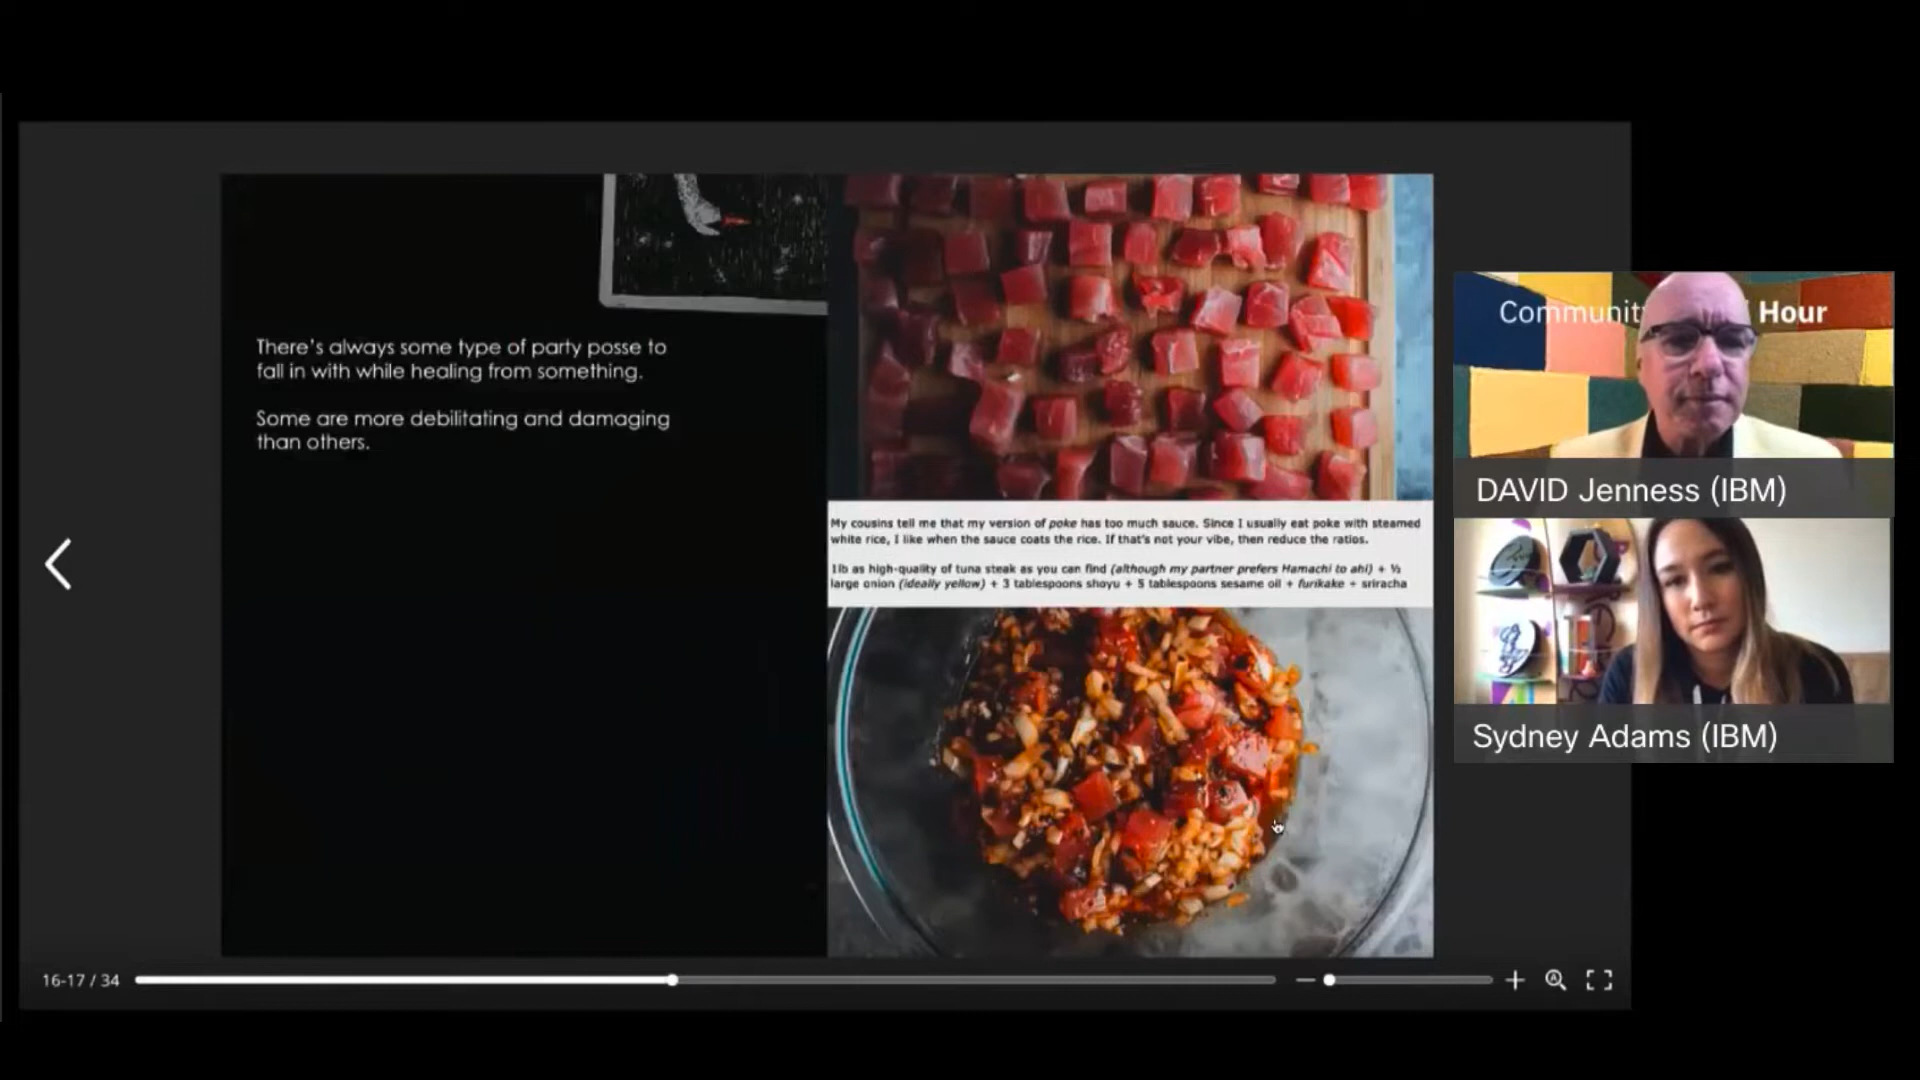 There's always some type of party posse to
fall in with while healing from something.
Some are more debilitating and damaging
than others.
My cousins tell me that my version of poke has too much sauce. Since I usually eat poke with steamed
white rice, I like when the sauce coats the rice. If that's not your vibe, then reduce the ratios.
1lb as high-quality of tuna steak as you can find (although my partner prefers Hamachi to ahi) + ½
large onion (ideally yellow) + 3 tablespoons shoyu + 5 tablespoons sesame oil + furikake + sriracha
Community Hour
DAVID Jenness (IBM)
Sydney Adams (IBM)
16-17 / 34